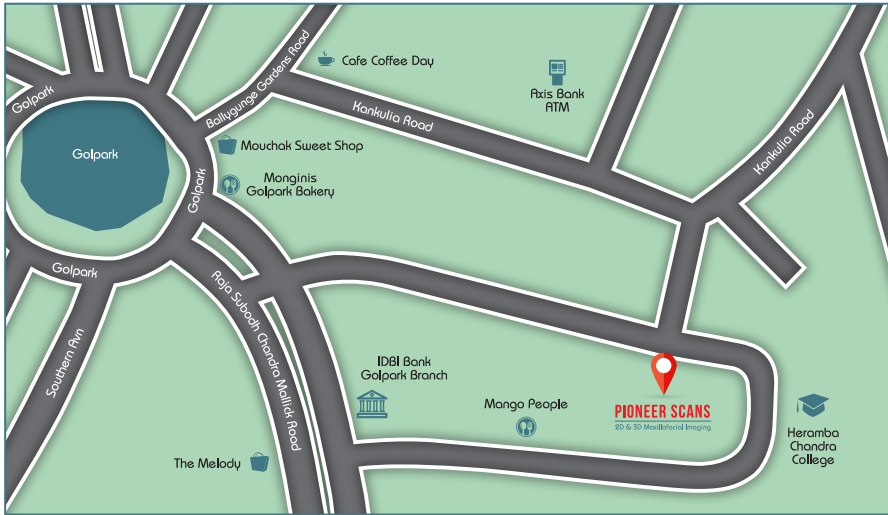 Golpark
Ballygunge Gardens Road
Cafe Coffee Day
Axis Bank
ATM
Kankulia Road
Kankulia Road
Golpark
Mouchak Sweet Shop
Golpark
Monginis
Golpark Bakery
Golpark
Southern Avn
Raja Subodh Chandra Mallick Road
IDBI Bank
Golpark Branch
Mango People
PIONEER SCANS
2D & 3D Maxillofacial Imaging
Heramba
Chandra
College
The Melody